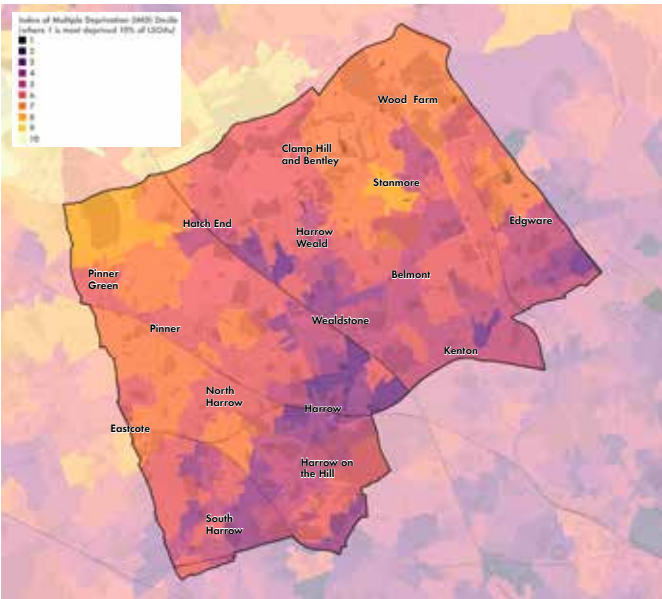 Index of Multiple Deprivation (IMD) Decile
(where 1 is most deprived 10% of LSOAs)
1
2
3
4
5
6
7
8
9
10
Wood Farm
Clamp Hill
and Bentley
Stanmore
Hatch End
Edgware
Harrow
Weald
Pinner
Green
Belmont
Wealdstone
Pinner
Kenton
North
Harrow
Harrow
Eastcote
Harrow on
the Hill
South
Harrow